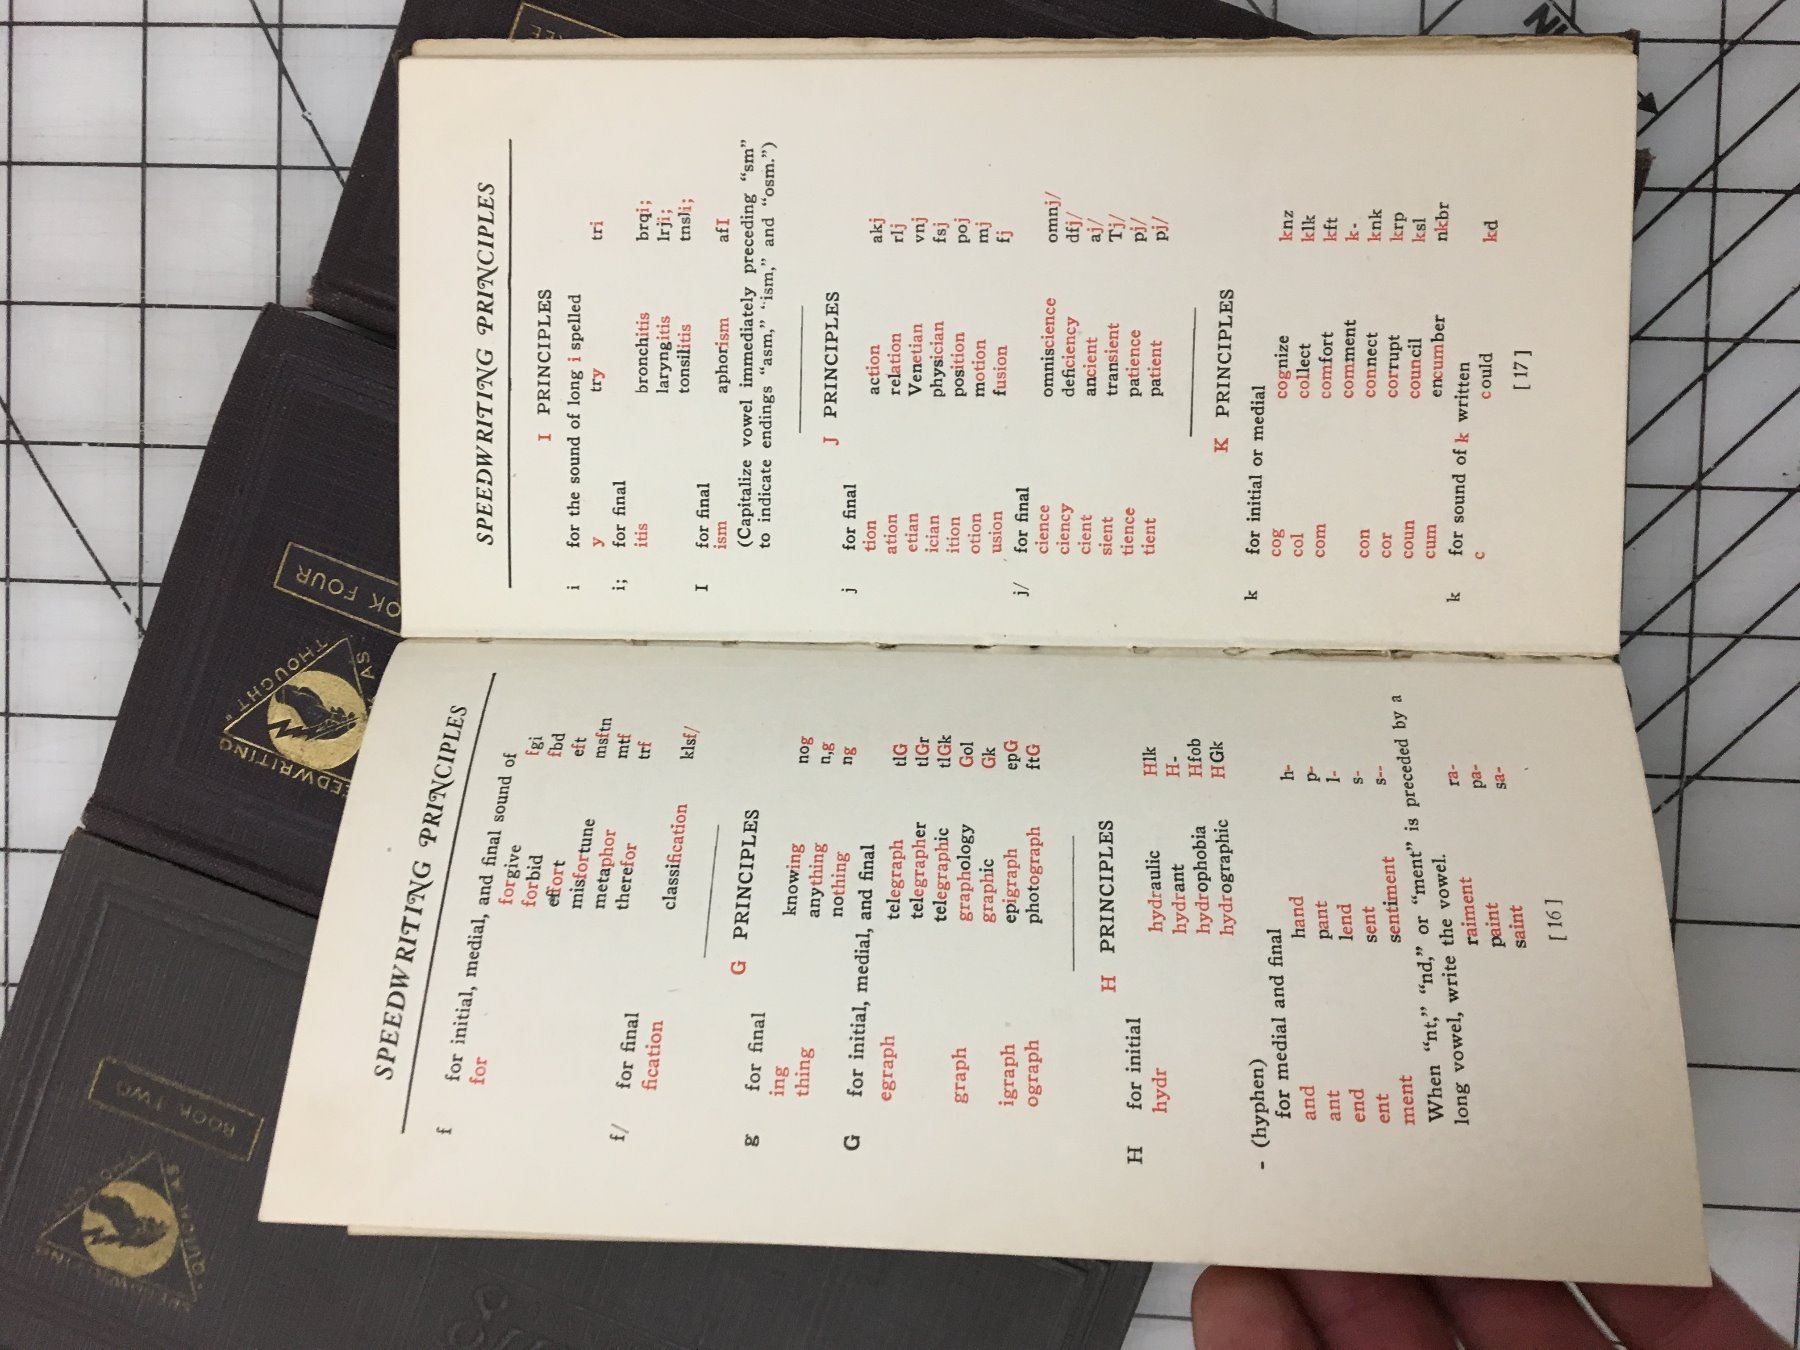 SPEEDWRITING PRINCIPLES
f for initial, medial, and final sound of
for forgive fgi
forbid fbd
effort eft
misfortune msftn
metaphor mtf
therefor trf
f/ for final
fication classification klsf/
G PRINCIPLES
g for final
ing knowing nog
thing anything n,g
nothing ng
G for initial, medial, and final
egraph telegraph tlG
telegrapher tlGr
telegraphic tlGk
graph graphology Gol
graphic Gk
igraph epigraph epG
ograph photograph ftG
H PRINCIPLES
H for initial
hydr hydraulic Hlk
hydrant H-
hydrophobia Hfob
hydrographic HGk
- (hyphen)
for medial and final
and hand h-
ant pant p-
end lend l-
ent sent s-
ment sentiment s--
When "nt," "nd," or "ment" is preceded by a
long vowel, write the vowel.
raiment ra-
paint pa-
saint sa-
[16]
SPEEDWRITING PRINCIPLES
I PRINCIPLES
i for the sound of long i spelled
y try tri
i; for final
itis bronchitis brqi;
laryngitis lrji;
tonsilitis tnsli;
I for final
ism aphorism afI
(Capitalize vowel immediately preceding "sm"
to indicate endings "asm," "ism," and "osm.")
J PRINCIPLES
j for final
tion action akj
ation relation rlj
etian Venetian vnj
ician physician fsj
ition position poj
otion motion mj
usion fusion fj
j/ for final
cience omniscience omnj/
ciency deficiency dfj/
cient ancient aj/
sient transient Tj/
tience patience pj/
tient patient pj/
K PRINCIPLES
k for initial or medial
cog cognize knz
col collect klk
com comfort kft
comment k-
con connect knk
cor corrupt krp
coun council ksl
cum encumber nkbr
k for sound of k written
c could kd
[17]
BOOK TWO
SPEEDWRITING
"QUICK AS
OK FOUR
EEDWRITING
AS
THOUGHT"
REE